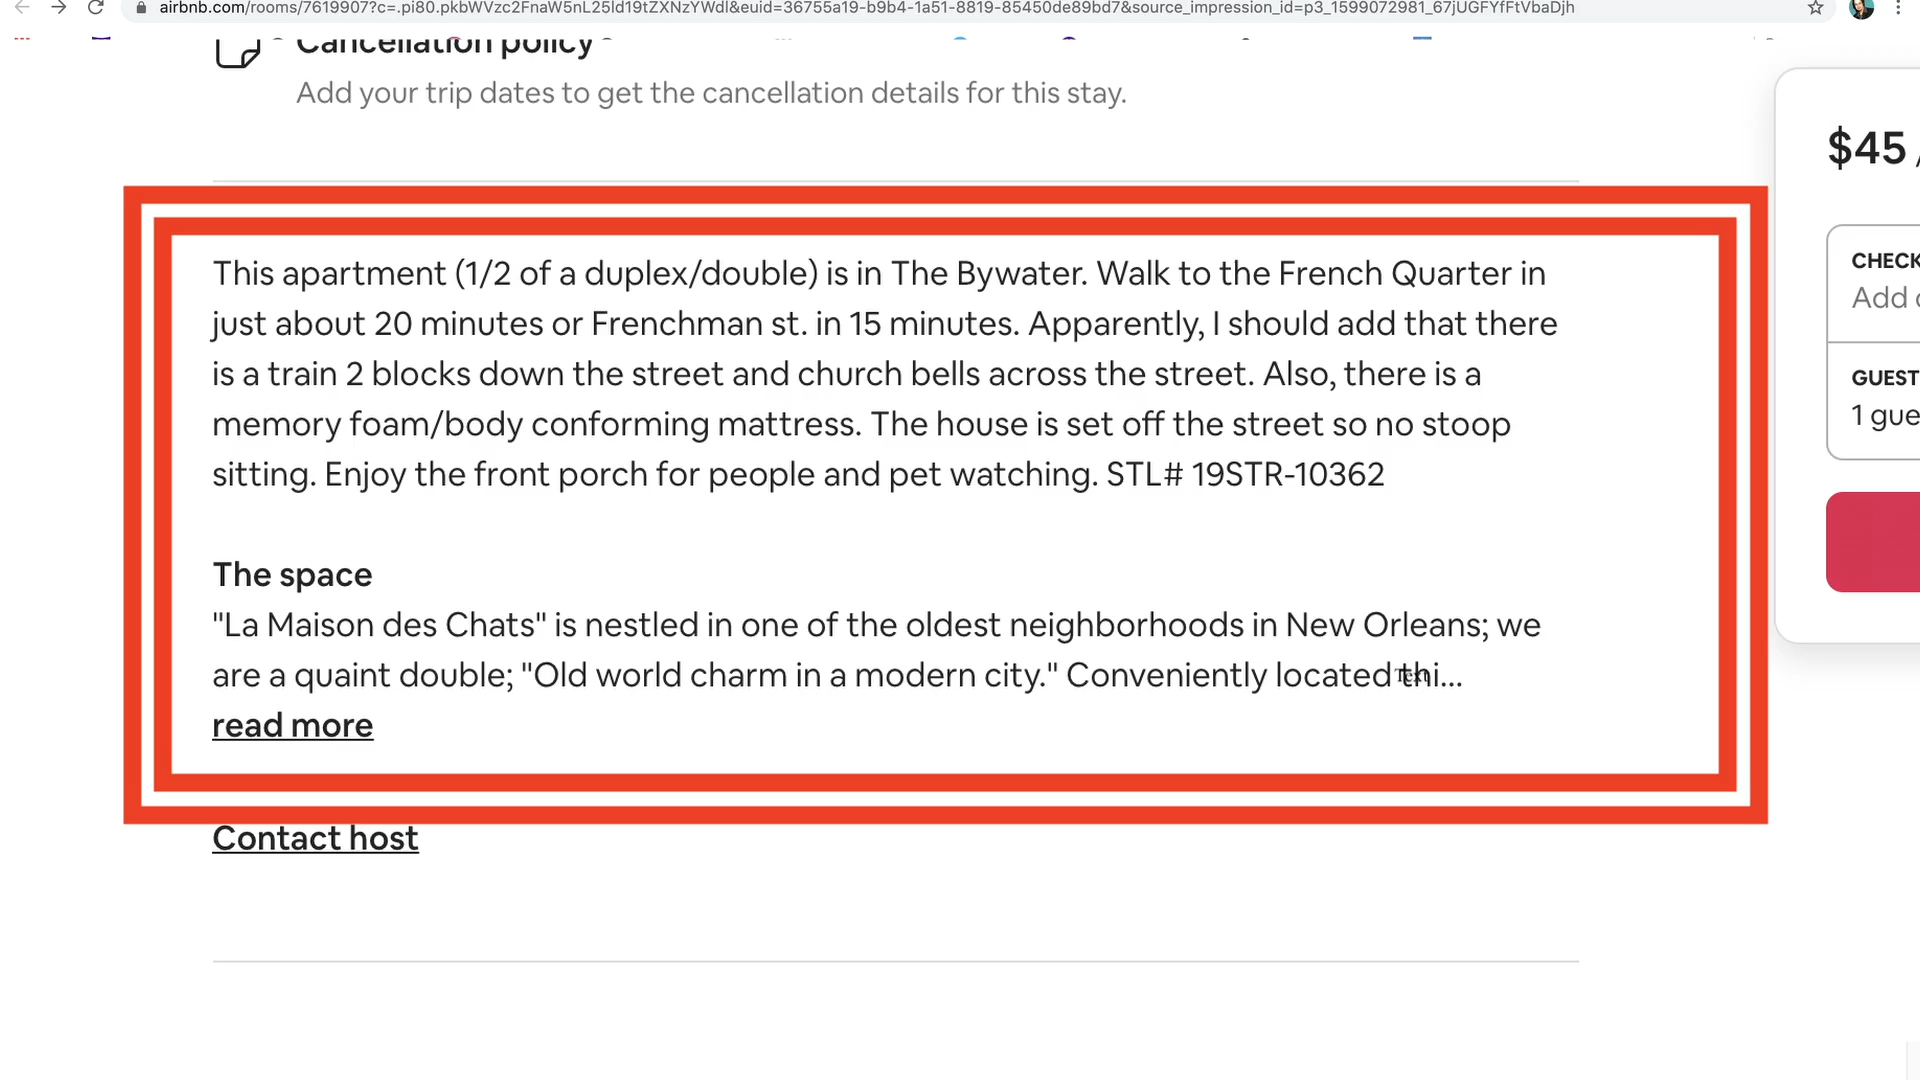 airbnb.com/rooms/7619907?c=.pi80.pkbWVzc2FnaW5nL25ld19tZXNzYWdl&euid=36755a19-b9b4-1a51-8819-85450de89bd7&source_impression_id=p3_1599072981_67jUGFYfFtVbaDjh
Cancellation policy
Add your trip dates to get the cancellation details for this stay.
$45 /
CHECK
Add
GUEST
1 gue
This apartment (1/2 of a duplex/double) is in The Bywater. Walk to the French Quarter in
just about 20 minutes or Frenchman st. in 15 minutes. Apparently, I should add that there
is a train 2 blocks down the street and church bells across the street. Also, there is a
memory foam/body conforming mattress. The house is set off the street so no stoop
sitting. Enjoy the front porch for people and pet watching. STL# 19STR-10362
The space
"La Maison des Chats" is nestled in one of the oldest neighborhoods in New Orleans; we
are a quaint double; "Old world charm in a modern city." Conveniently located thi...
read more
Contact host